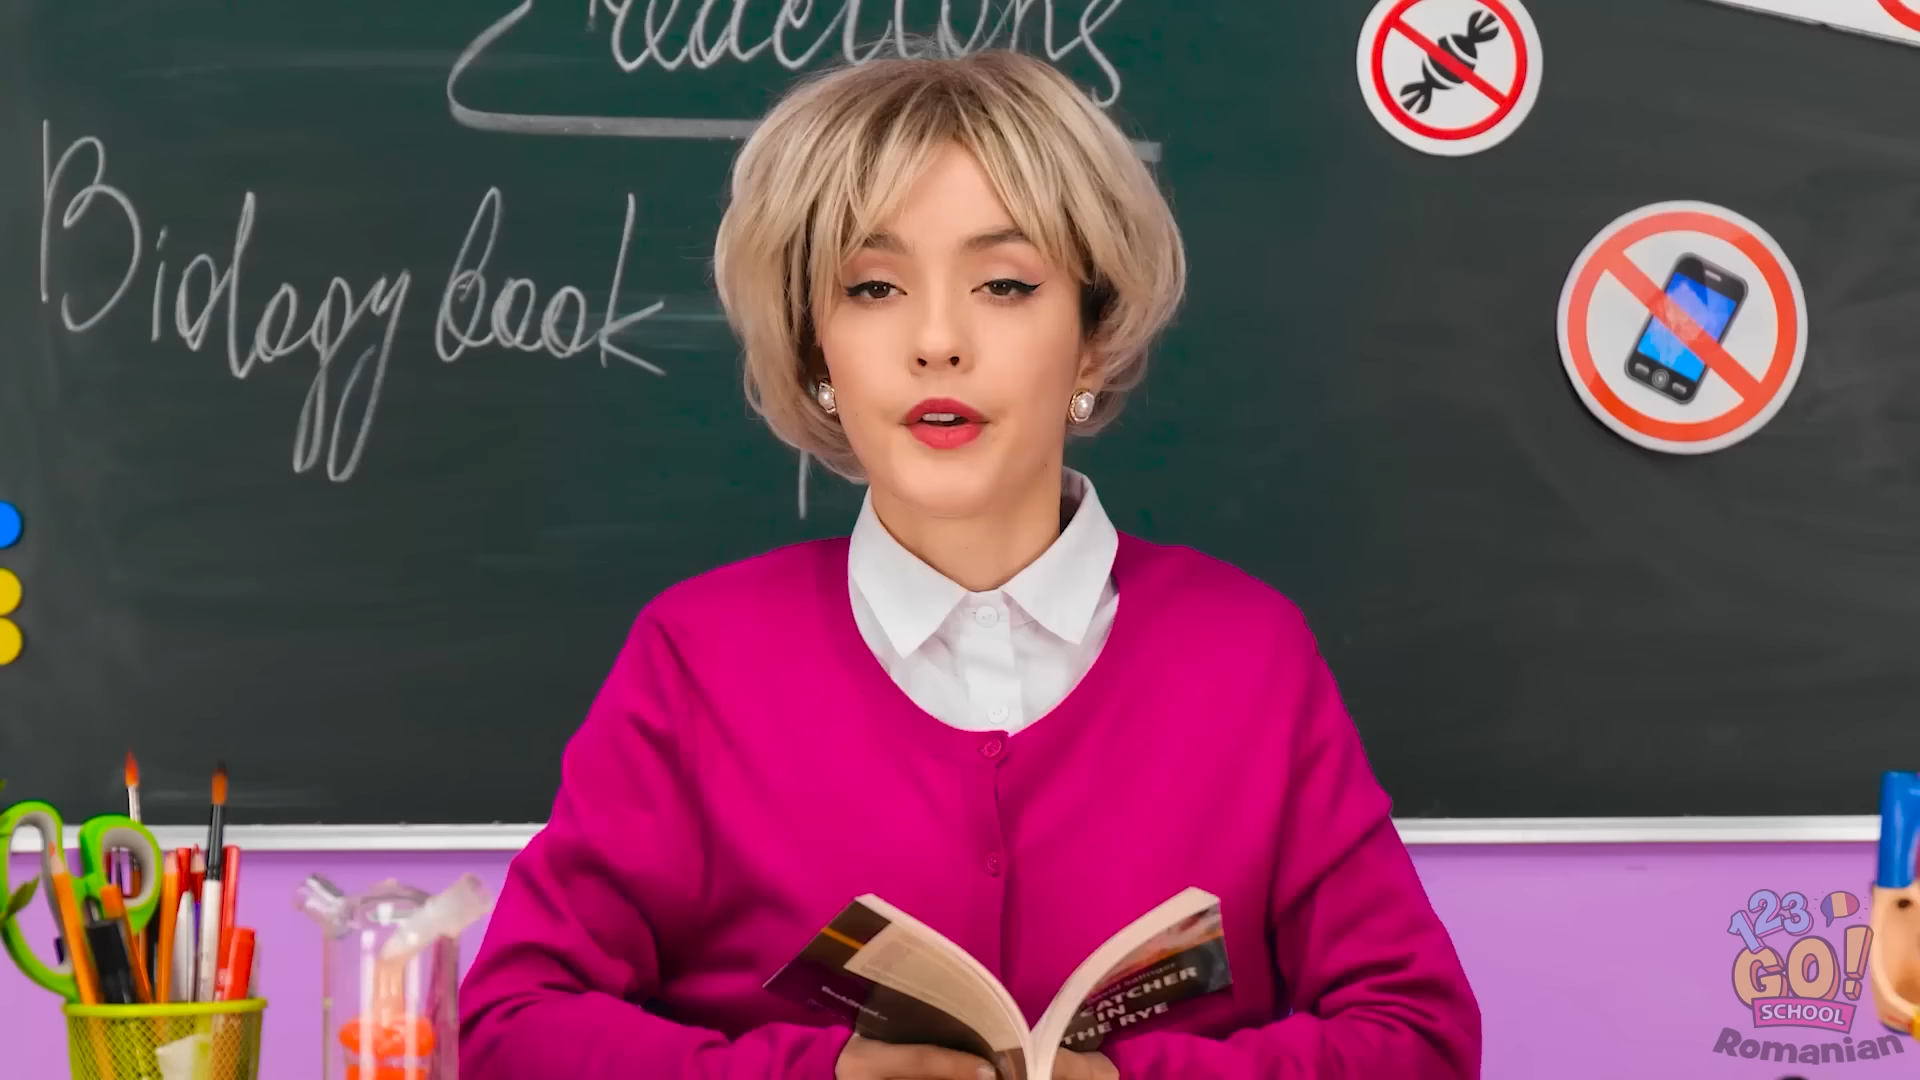 reactions
Biology book
CATCHER
IN
THE RYE
123
GO!
SCHOOL
Romanian